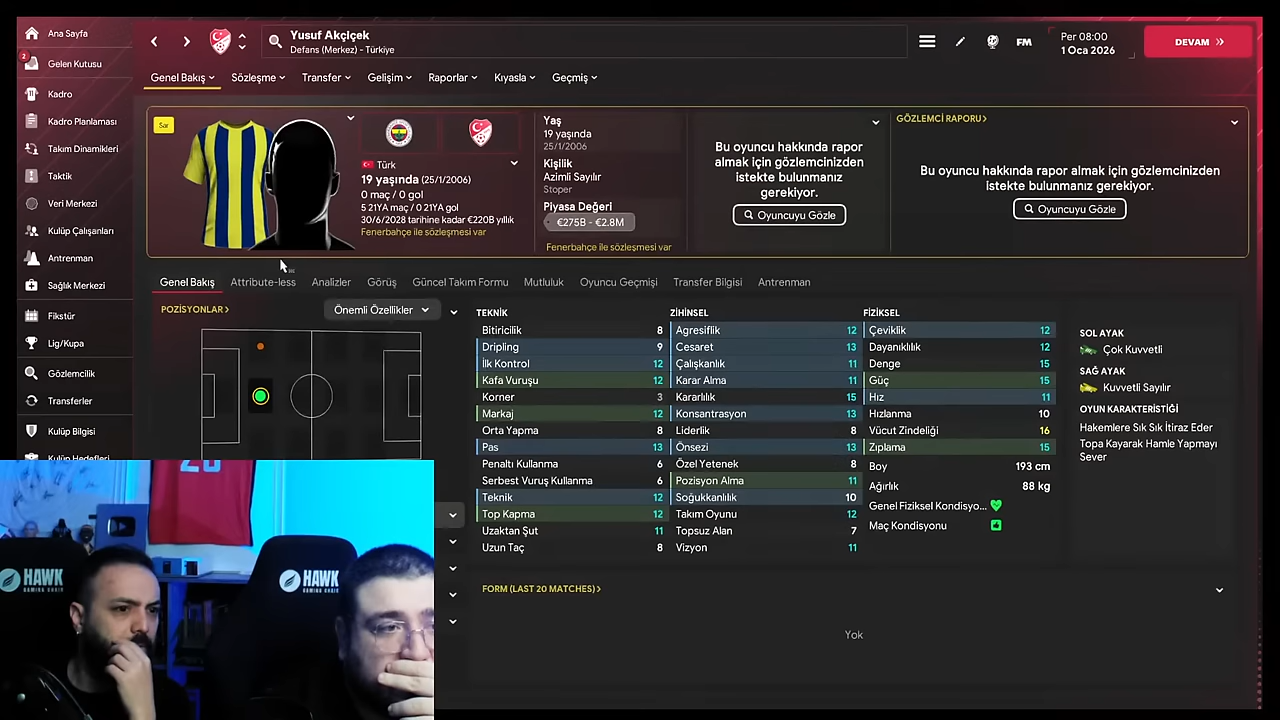 Ana Sayfa
2
Gelen Kutusu
Kadro
Kadro Planlaması
Takım Dinamikleri
Taktik
Veri Merkezi
Kulüp Çalışanları
Antrenman
Sağlık Merkezi
Fikstür
Lig/Kupa
Gözlemcilik
Transferler
Kulüp Bilgisi
Kulüp Hedefleri
Yusuf Akçiçek
Defans (Merkez) - Türkiye
FM
Per 08:00
1 Oca 2026
DEVAM
Genel Bakış
Sözleşme
Transfer
Gelişim
Raporlar
Kıyasla
Geçmiş
Sar
Türk
19 yaşında (25/1/2006)
0 maç / 0 gol
5 21YA maçı / 0 21YA gol
30/6/2028 tarihine kadar €220B yıllık
Fenerbahçe ile sözleşmesi var
Yaş
19 yaşında
25/1/2006
Kişilik
Azimli Sayılır
Stoper
Piyasa Değeri
€275B - €2.8M
Fenerbahçe ile sözleşmesi var
Bu oyuncu hakkında rapor
almak için gözlemcinizden
istekte bulunmanız
gerekiyor.
Oyuncuyu Gözle
GÖZLEMCİ RAPORU
Bu oyuncu hakkında rapor almak için gözlemcinizden
istekte bulunmanız gerekiyor.
Oyuncuyu Gözle
Genel Bakış
Attribute-less
Analizler
Görüş
Güncel Takım Formu
Mutluluk
Oyuncu Geçmişi
Transfer Bilgisi
Antrenman
POZİSYONLAR
Önemli Özellikler
TEKNİK
Bitiricilik 8
Dripling 9
İlk Kontrol 12
Kafa Vuruşu 12
Korner 3
Markaj 12
Orta Yapma 8
Pas 13
Penaltı Kullanma 6
Serbest Vuruş Kullanma 6
Teknik 12
Top Kapma 12
Uzaktan Şut 11
Uzun Taç 8
ZİHİNSEL
Agresiflik 12
Cesaret 13
Çalışkanlık 11
Karar Alma 11
Kararlılık 15
Konsantrasyon 13
Liderlik 8
Önsezi 13
Özel Yetenek 8
Pozisyon Alma 11
Soğukkanlılık 10
Takım Oyunu 12
Topsuz Alan 7
Vizyon 11
FİZİKSEL
Çeviklik 12
Dayanıklılık 12
Denge 15
Güç 15
Hız 11
Hızlanma 10
Vücut Zindeliği 16
Zıplama 15
Boy 193 cm
Ağırlık 88 kg
Genel Fiziksel Kondisyo...
Maç Kondisyonu
SOL AYAK
Çok Kuvvetli
SAĞ AYAK
Kuvvetli Sayılır
OYUN KARAKTERİSTİĞİ
Hakemlere Sık Sık İtiraz Eder
Topa Kayarak Hamle Yapmayı
Sever
FORM (LAST 20 MATCHES)
Yok
HAWK
GAMING CHAIR
HAWK
GAMING CHAIR